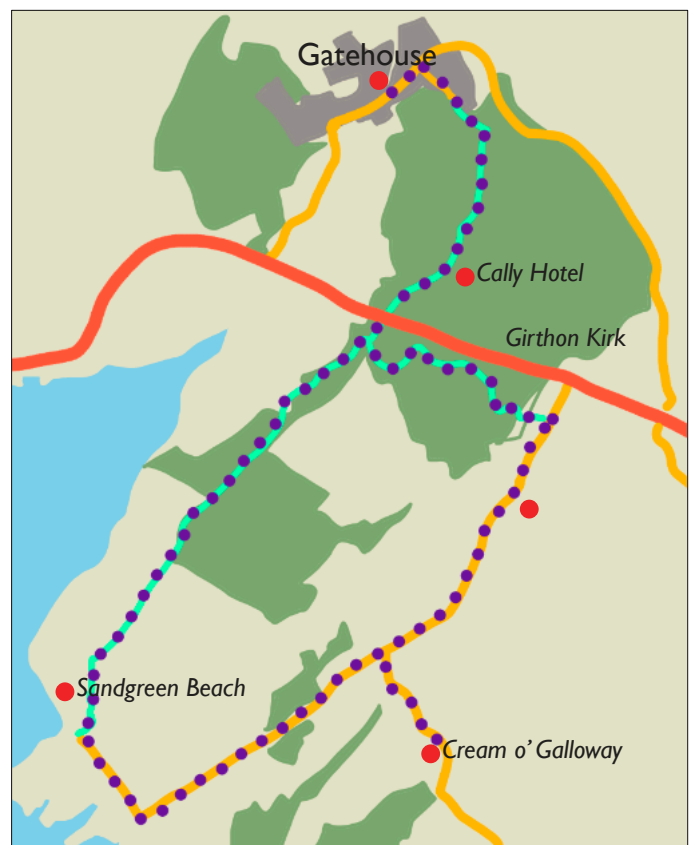 Gatehouse
Cally Hotel
Girthon Kirk
Sandgreen Beach
Cream o' Galloway